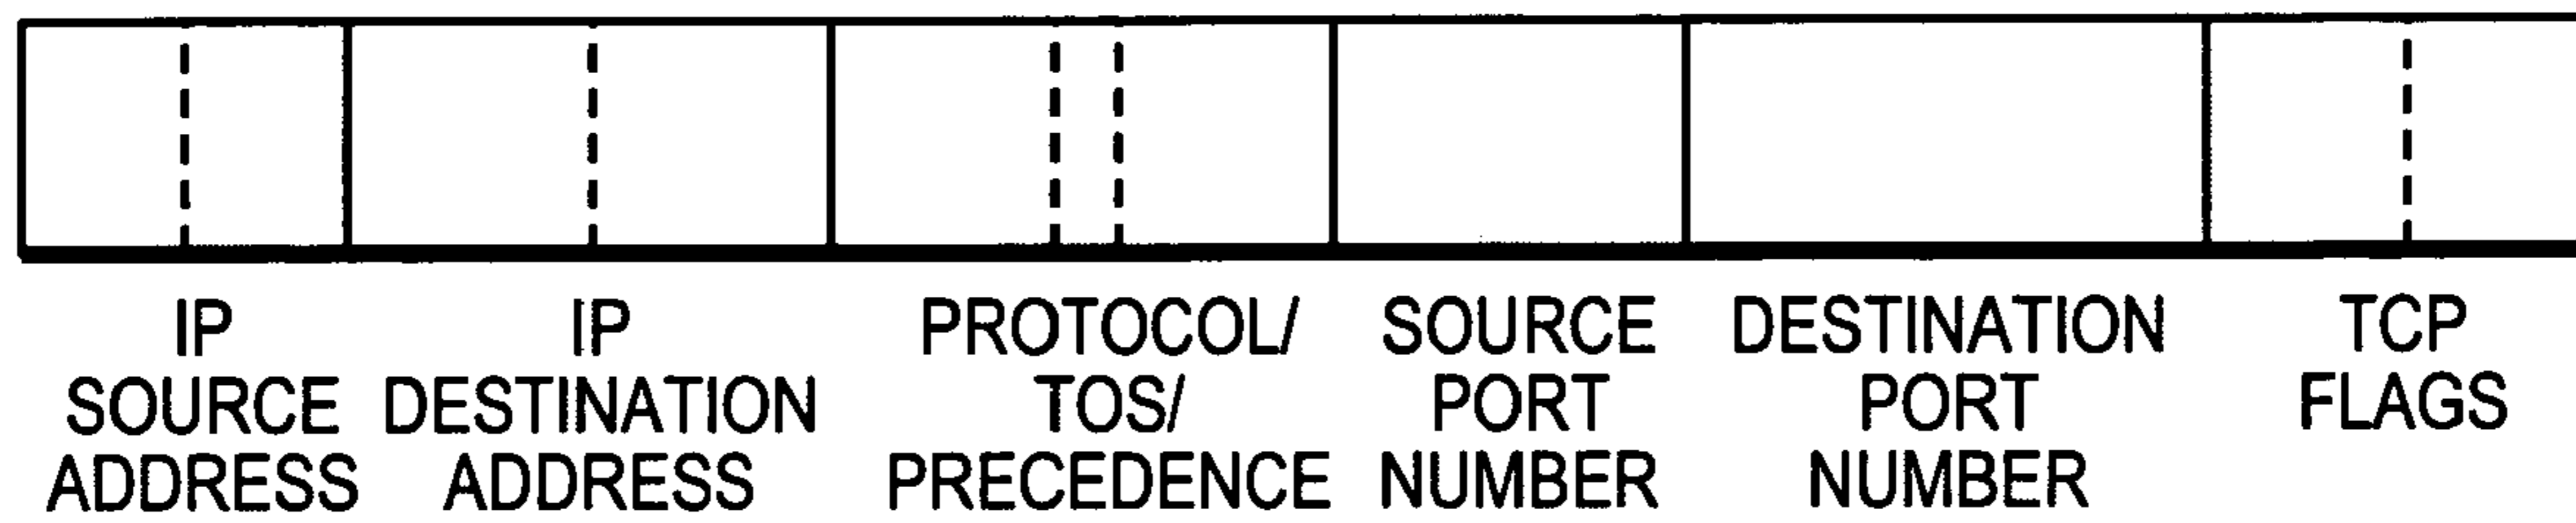 IP
SOURCE
ADDRESS
IP
DESTINATION
ADDRESS
PROTOCOL/
TOS/
PRECEDENCE
SOURCE
PORT
NUMBER
DESTINATION
PORT
NUMBER
TCP
FLAGS